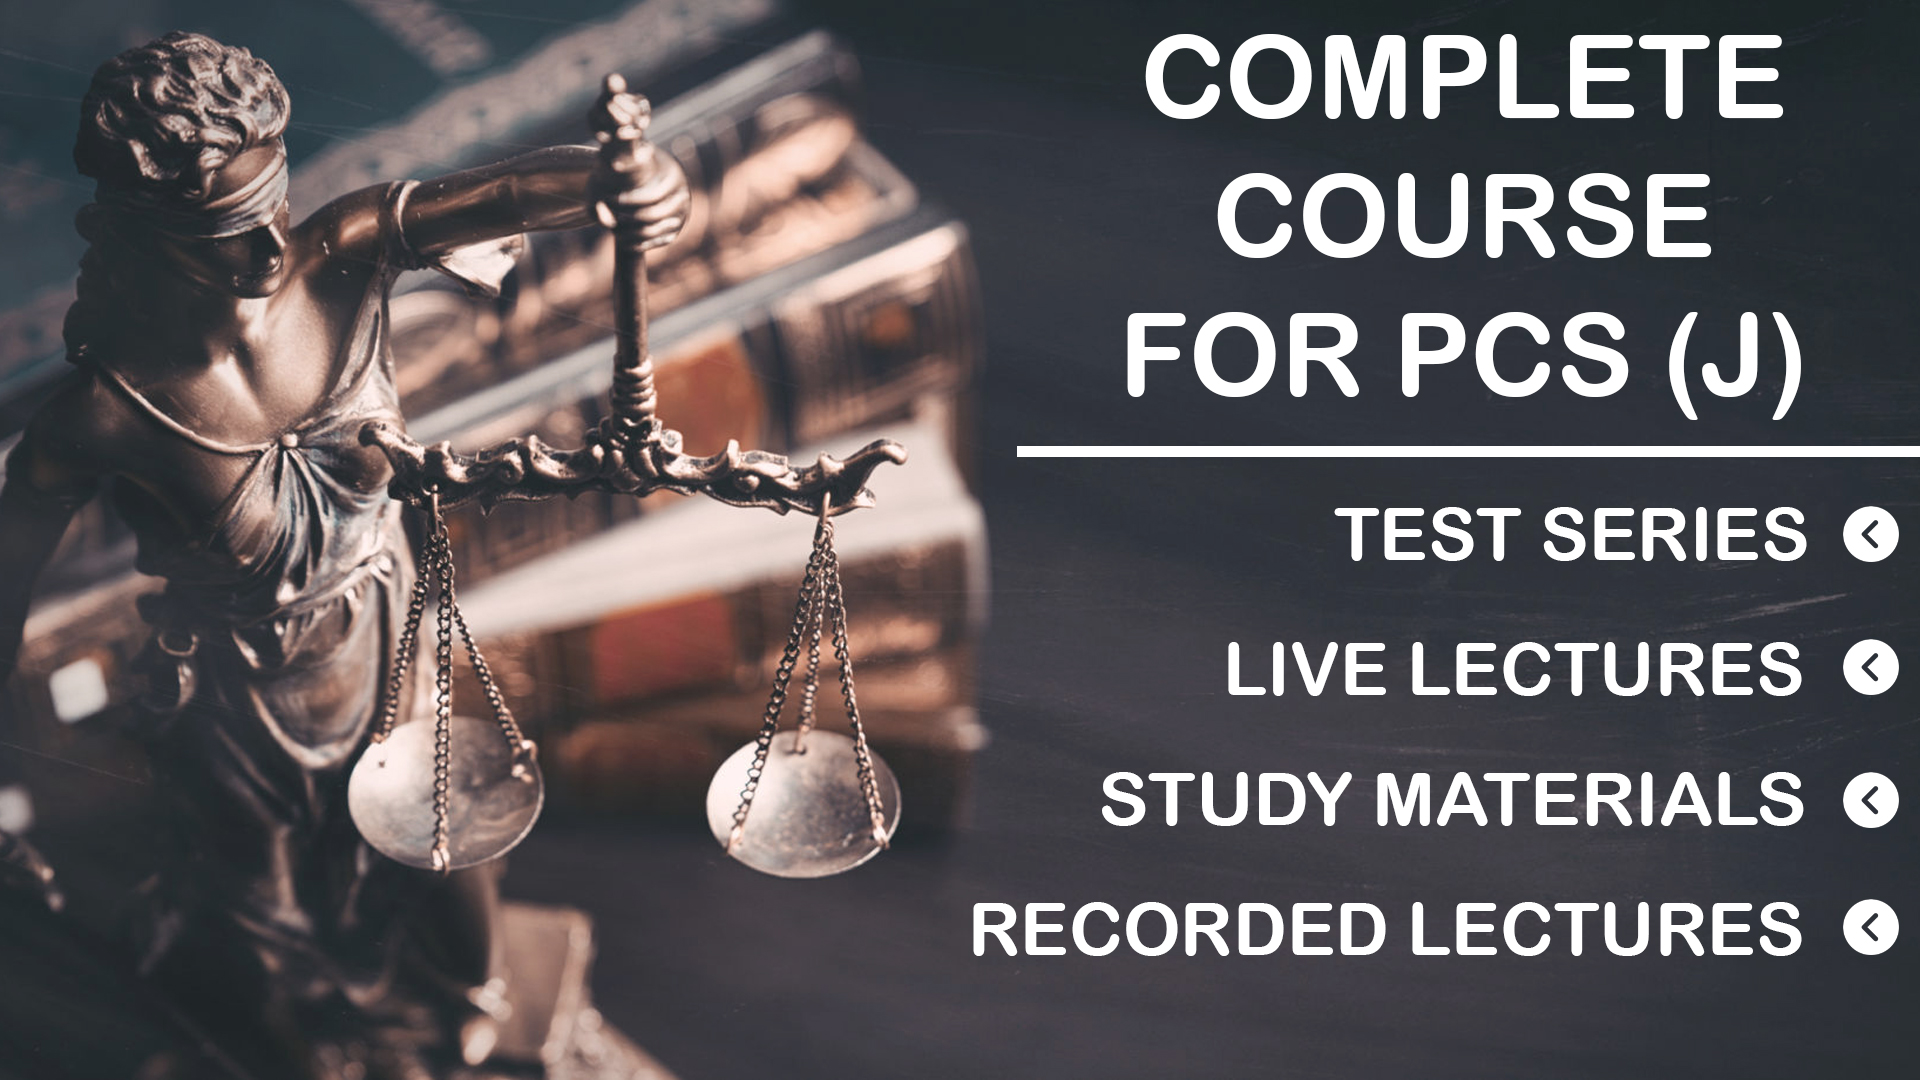 COMPLETE
COURSE
FOR PCS (J)
TEST SERIES
LIVE LECTURES
STUDY MATERIALS
RECORDED LECTURES